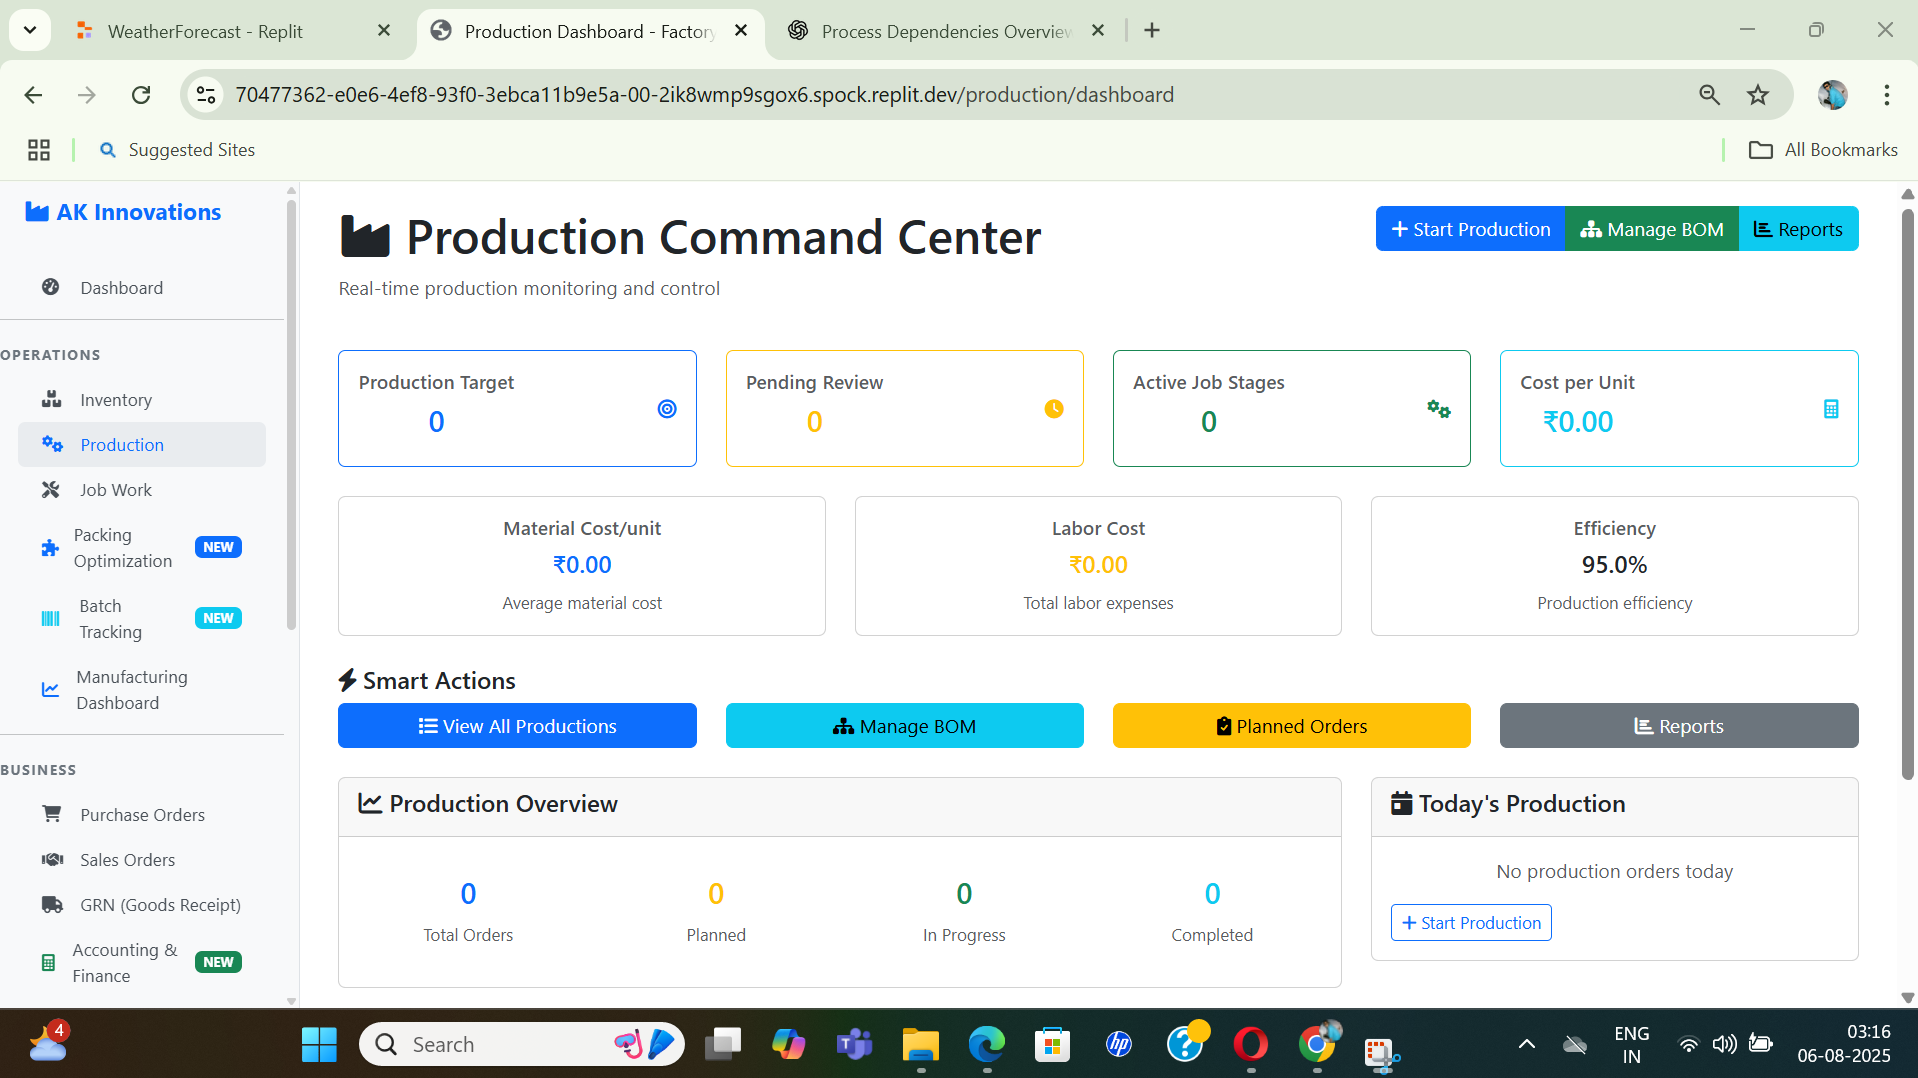 WeatherForecast - Replit
Production Dashboard - Factory
Process Dependencies Overview
70477362-e0e6-4ef8-93f0-3ebca11b9e5a-00-2ik8wmp9sgox6.spock.replit.dev/production/dashboard
Suggested Sites
All Bookmarks
AK Innovations
Dashboard
OPERATIONS
Inventory
Production
Job Work
Packing
Optimization
NEW
Batch
Tracking
NEW
Manufacturing
Dashboard
BUSINESS
Purchase Orders
Sales Orders
GRN (Goods Receipt)
Accounting &
Finance
NEW
Production Command Center
Real-time production monitoring and control
Start Production
Manage BOM
Reports
Production Target
0
Pending Review
0
Active Job Stages
0
Cost per Unit
₹0.00
Material Cost/unit
₹0.00
Average material cost
Labor Cost
₹0.00
Total labor expenses
Efficiency
95.0%
Production efficiency
Smart Actions
View All Productions
Manage BOM
Planned Orders
Reports
Production Overview
0
Total Orders
0
Planned
0
In Progress
0
Completed
Today's Production
No production orders today
Start Production
4
Search
T
hp
?
ENG
IN
03:16
06-08-2025